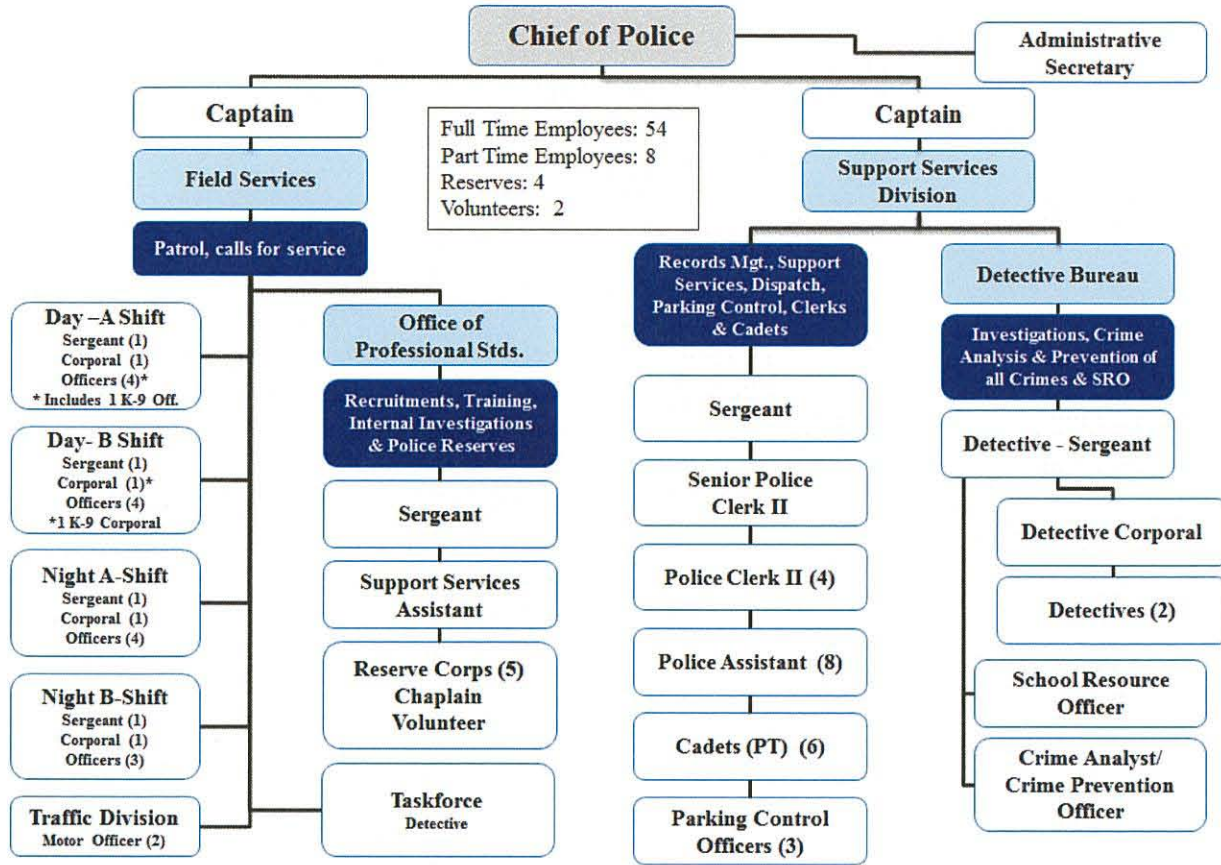 Chief of Police
Administrative
Secretary
Captain
Field Services
Patrol, calls for service
Full Time Employees: 54
Part Time Employees: 8
Reserves: 4
Volunteers: 2
Captain
Support Services
Division
Day –A Shift
Sergeant (1)
Corporal (1)
Officers (4)*
* Includes 1 K-9 Off.
Day- B Shift
Sergeant (1)
Corporal (1)*
Officers (4)
*1 K-9 Corporal
Night A-Shift
Sergeant (1)
Corporal (1)
Officers (4)
Night B-Shift
Sergeant (1)
Corporal (1)
Officers (3)
Traffic Division
Motor Officer (2)
Office of
Professional Stds.
Recruitments, Training,
Internal Investigations
& Police Reserves
Sergeant
Support Services
Assistant
Reserve Corps (5)
Chaplain
Volunteer
Taskforce
Detective
Records Mgt., Support
Services, Dispatch,
Parking Control, Clerks
& Cadets
Sergeant
Senior Police
Clerk II
Police Clerk II (4)
Police Assistant (8)
Cadets (PT) (6)
Parking Control
Officers (3)
Detective Bureau
Investigations, Crime
Analysis & Prevention of
all Crimes & SRO
Detective - Sergeant
Detective Corporal
Detectives (2)
School Resource
Officer
Crime Analyst/
Crime Prevention
Officer